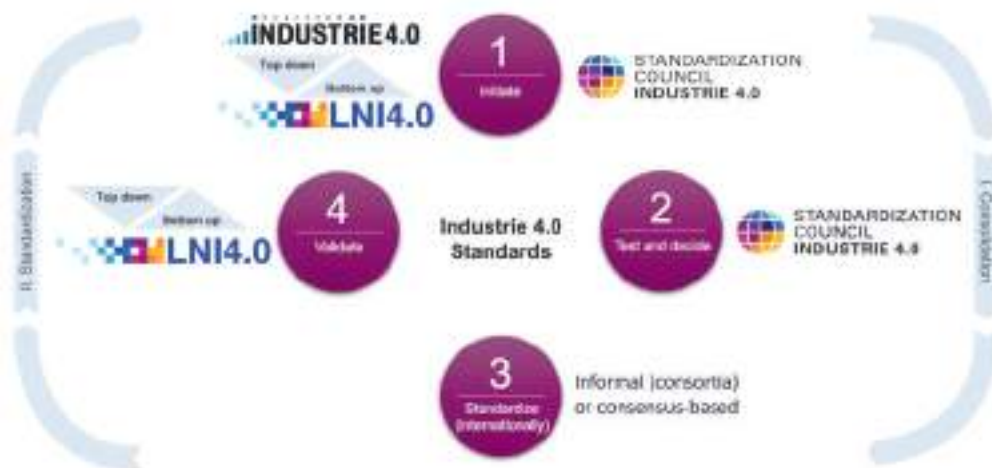 INDUSTRIE4.0
Top down
Bottom up
LNI4.0
1
Initiate
STANDARDIZATION
COUNCIL
INDUSTRIE 4.0
Top down
Bottom up
LNI4.0
4
Validate
Industrie 4.0
Standards
2
Test and decide
STANDARDIZATION
COUNCIL
INDUSTRIE 4.0
II. Standardization
3
Standardize
(internationally)
Informal (consortia)
or consensus-based